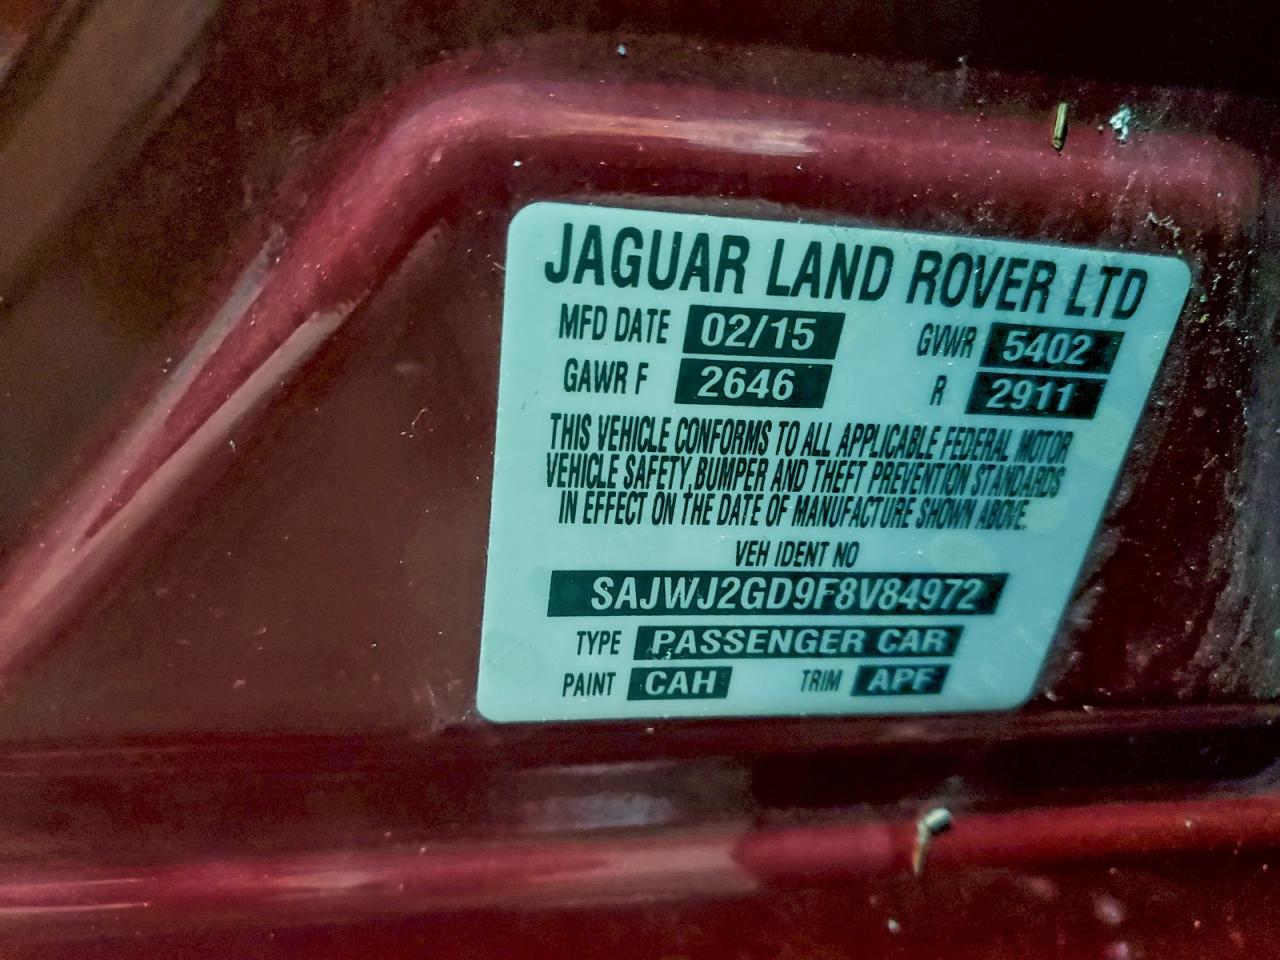 JAGUAR LAND ROVER LTD
MFD DATE 02/15 GVWR 5402
GAWR F 2646 R 2911
THIS VEHICLE CONFORMS TO ALL APPLICABLE FEDERAL MOTOR
VEHICLE SAFETY, BUMPER AND THEFT PREVENTION STANDARDS
IN EFFECT ON THE DATE OF MANUFACTURE SHOWN ABOVE.
VEH IDENT NO
SAJWJ2GD9F8V84972
TYPE PASSENGER CAR
PAINT CAH TRIM APF